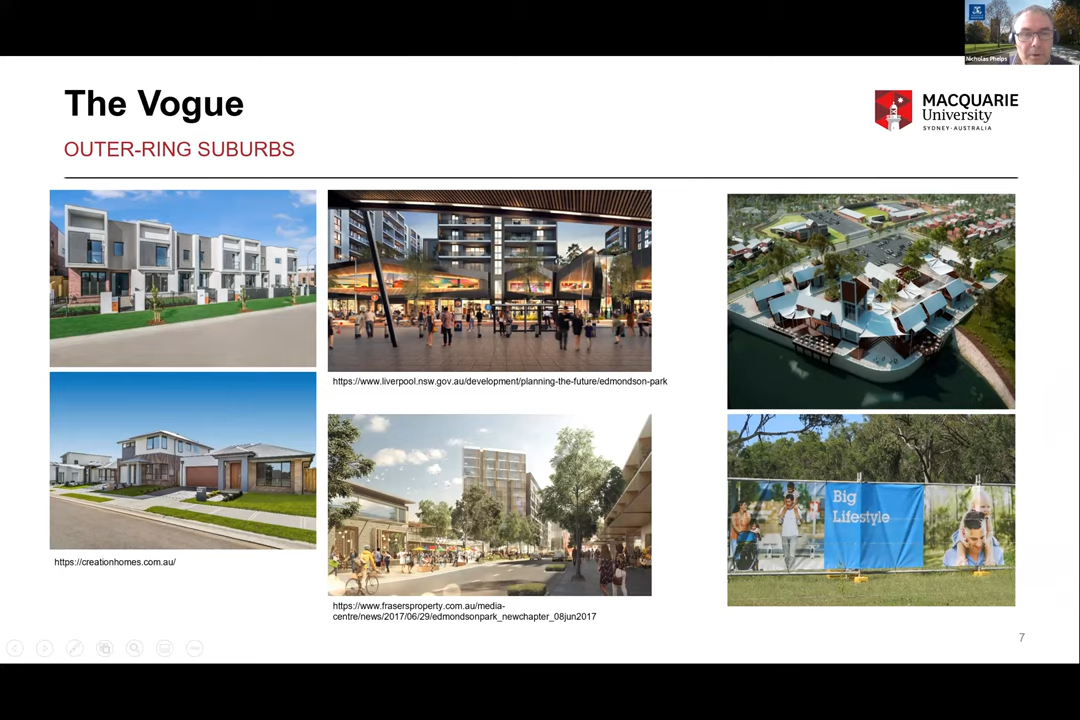 Nicholas Phelps
The Vogue
MACQUARIE
University
SYDNEY·AUSTRALIA
OUTER-RING SUBURBS
https://www.liverpool.nsw.gov.au/development/planning-the-future/edmondson-park
Big
Lifestyle
https://creationhomes.com.au/
https://www.frasersproperty.com.au/media-
centre/news/2017/06/29/edmondsonpark_newchapter_08jun2017
7